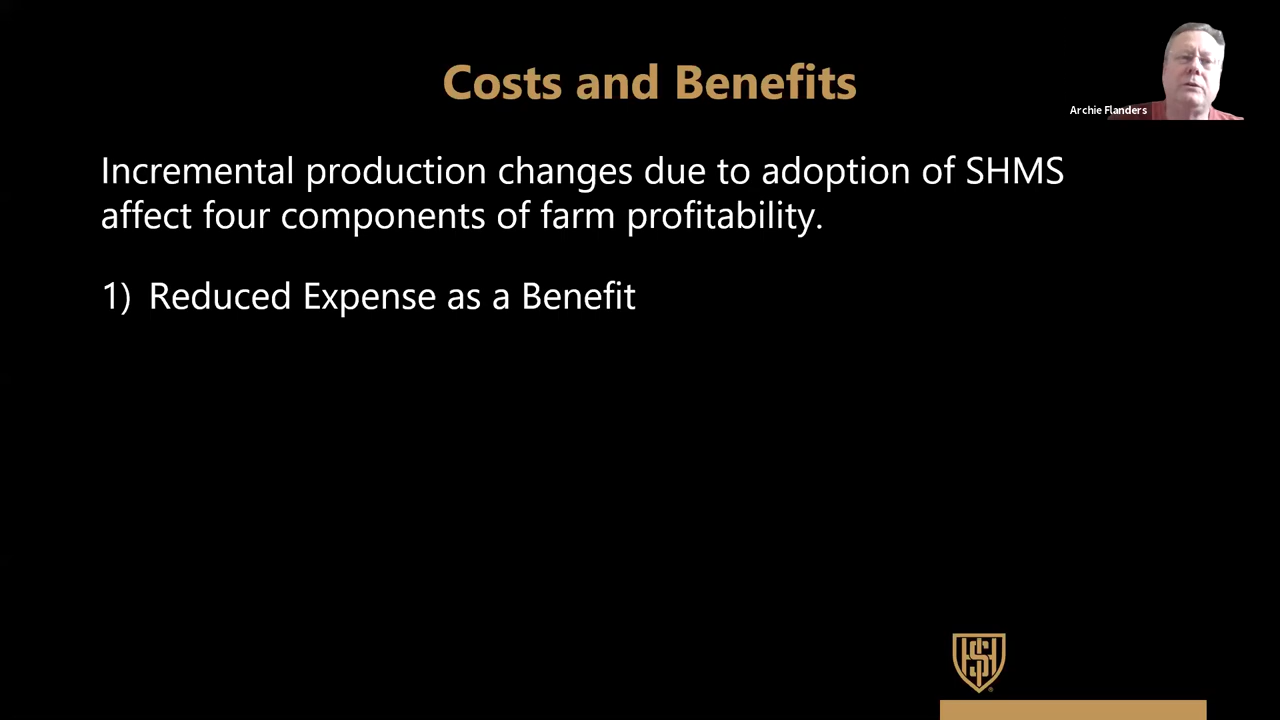 Costs and Benefits
Archie Flanders
Incremental production changes due to adoption of SHMS
affect four components of farm profitability.
1) Reduced Expense as a Benefit